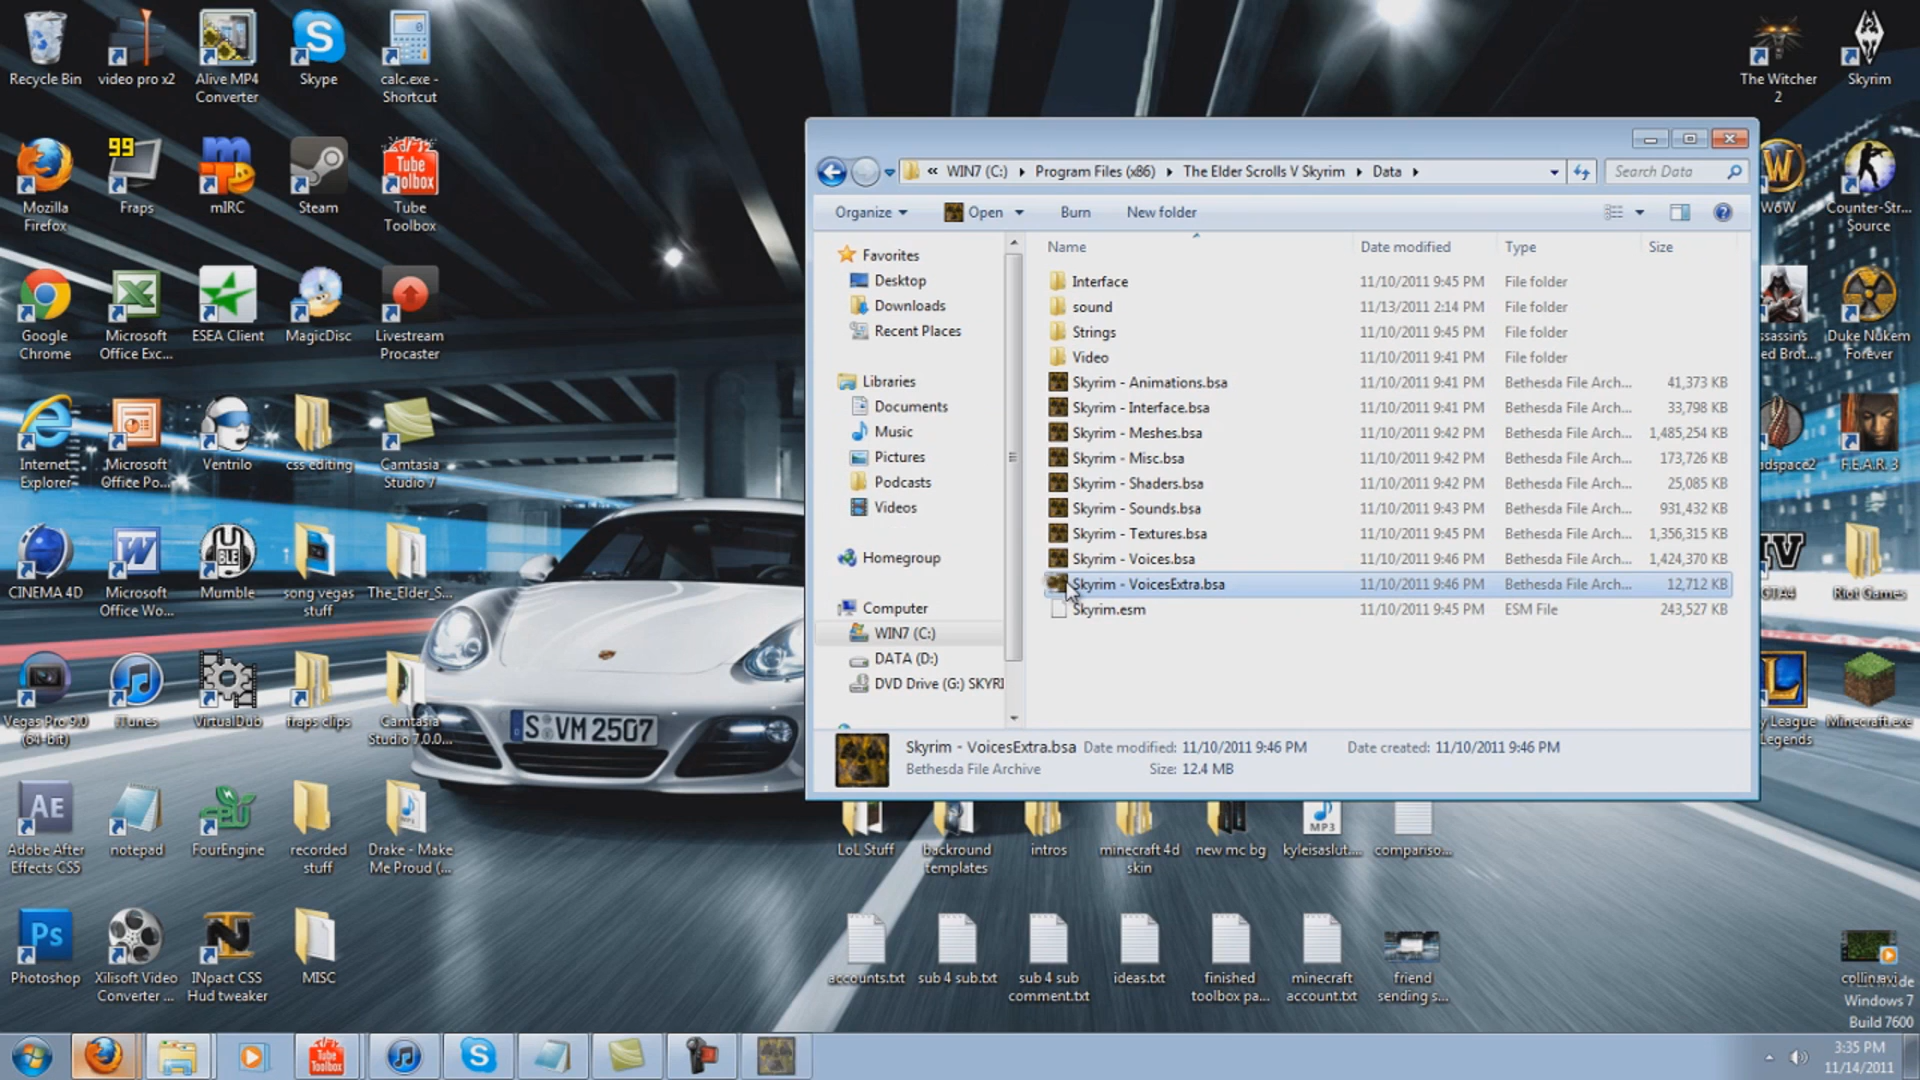 Recycle Bin
video pro x2
Alive MP4
Converter
Skype
calc.exe -
Shortcut
The Witcher
2
Skyrim
Mozilla
Firefox
99
Fraps
mIRC
Steam
Tube
Toolbox
Tube
Toolbox
WoW
Counter-Str...
Source
Google
Chrome
Microsoft
Office Exc...
ESEA Client
MagicDisc
Livestream
Procaster
ssassins
ed Brot...
Duke Nukem
Forever
Internet
Explorer
Microsoft
Office Po...
Ventrilo
css editing
Camtasia
Studio 7
adspace2
F.E.A.R. 3
CINEMA 4D
Microsoft
Office Wo...
Mumble
song vegas
stuff
The_Elder_S...
GTA4
Riot Games
Vegas Pro 9.0
(64-bit)
iTunes
VirtualDub
fraps clips
Camtasia
Studio 7.0.0...
y League
Legends
Minecraft.exe
Adobe After
Effects CS5
notepad
FourEngine
recorded
stuff
Drake - Make
Me Proud (...
Photoshop
Xilisoft Video
Converter ...
INpact CSS
Hud tweaker
MISC
S VM 2507
« WIN7 (C:) ▸ Program Files (x86) ▸ The Elder Scrolls V Skyrim ▸ Data ▸
Search Data
Organize Open Burn New folder
Favorites
Desktop
Downloads
Recent Places
Libraries
Documents
Music
Pictures
Podcasts
Videos
Homegroup
Computer
WIN7 (C:)
DATA (D:)
DVD Drive (G:) SKYRI
Name Date modified Type Size
Interface 11/10/2011 9:45 PM File folder
sound 11/13/2011 2:14 PM File folder
Strings 11/10/2011 9:45 PM File folder
Video 11/10/2011 9:41 PM File folder
Skyrim - Animations.bsa 11/10/2011 9:41 PM Bethesda File Arch... 41,373 KB
Skyrim - Interface.bsa 11/10/2011 9:41 PM Bethesda File Arch... 33,798 KB
Skyrim - Meshes.bsa 11/10/2011 9:42 PM Bethesda File Arch... 1,485,254 KB
Skyrim - Misc.bsa 11/10/2011 9:42 PM Bethesda File Arch... 173,726 KB
Skyrim - Shaders.bsa 11/10/2011 9:42 PM Bethesda File Arch... 25,085 KB
Skyrim - Sounds.bsa 11/10/2011 9:43 PM Bethesda File Arch... 931,432 KB
Skyrim - Textures.bsa 11/10/2011 9:45 PM Bethesda File Arch... 1,356,315 KB
Skyrim - Voices.bsa 11/10/2011 9:46 PM Bethesda File Arch... 1,424,370 KB
Skyrim - VoicesExtra.bsa 11/10/2011 9:46 PM Bethesda File Arch... 12,712 KB
Skyrim.esm 11/10/2011 9:45 PM ESM File 243,527 KB
Skyrim - VoicesExtra.bsa Date modified: 11/10/2011 9:46 PM Date created: 11/10/2011 9:46 PM
Bethesda File Archive Size: 12.4 MB
LoL Stuff
backround
templates
intros
minecraft 4d
skin
new mc bg
MP3
kyleisaslut....
compariso...
accounts.txt
sub 4 sub.txt
sub 4 sub
comment.txt
ideas.txt
finished
toolbox pa...
minecraft
account.txt
friend
sending s...
collin.avi
Windows 7
Build 7600
Tube
Toolbox
3:35 PM
11/14/2011